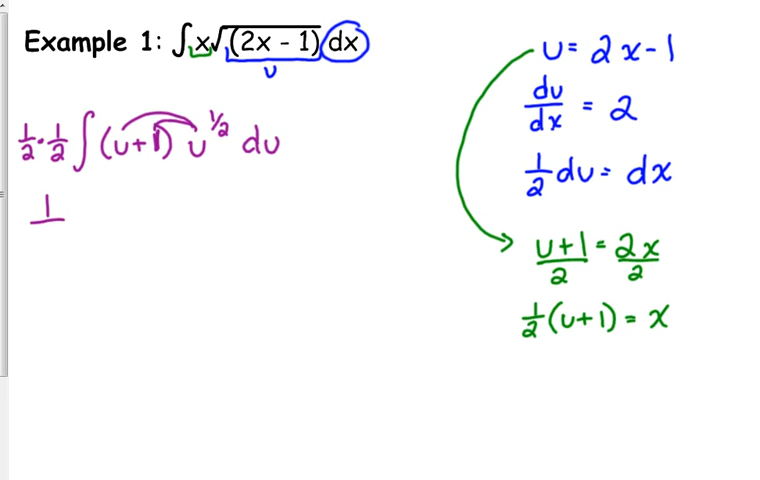 Example 1: ∫x√(2x - 1) dx
u
1/2 · 1/2 ∫ (u+1) u^1/2 du
1
u = 2x-1
du/dx = 2
1/2 du = dx
u+1/2 = 2x/2
1/2 (u+1) = x